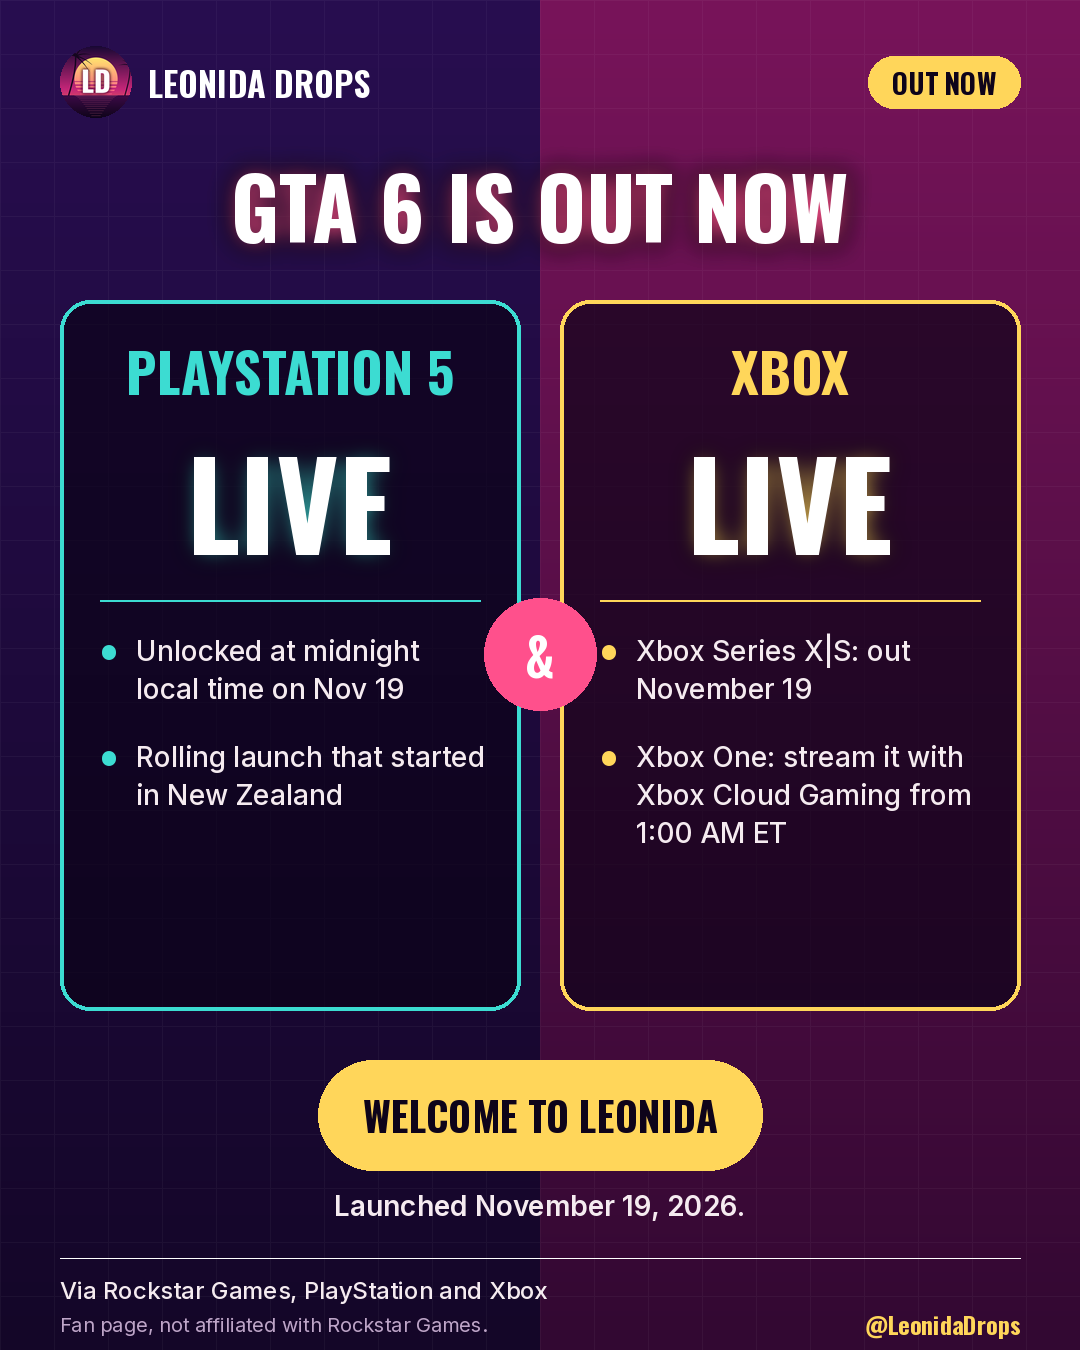 LD
LEONIDA DROPS
OUT NOW
GTA 6 IS OUT NOW
PLAYSTATION 5
LIVE
Unlocked at midnight
local time on Nov 19
Rolling launch that started
in New Zealand
&
XBOX
LIVE
Xbox Series X|S: out
November 19
Xbox One: stream it with
Xbox Cloud Gaming from
1:00 AM ET
WELCOME TO LEONIDA
Launched November 19, 2026.
Via Rockstar Games, PlayStation and Xbox
Fan page, not affiliated with Rockstar Games.
@LeonidaDrops